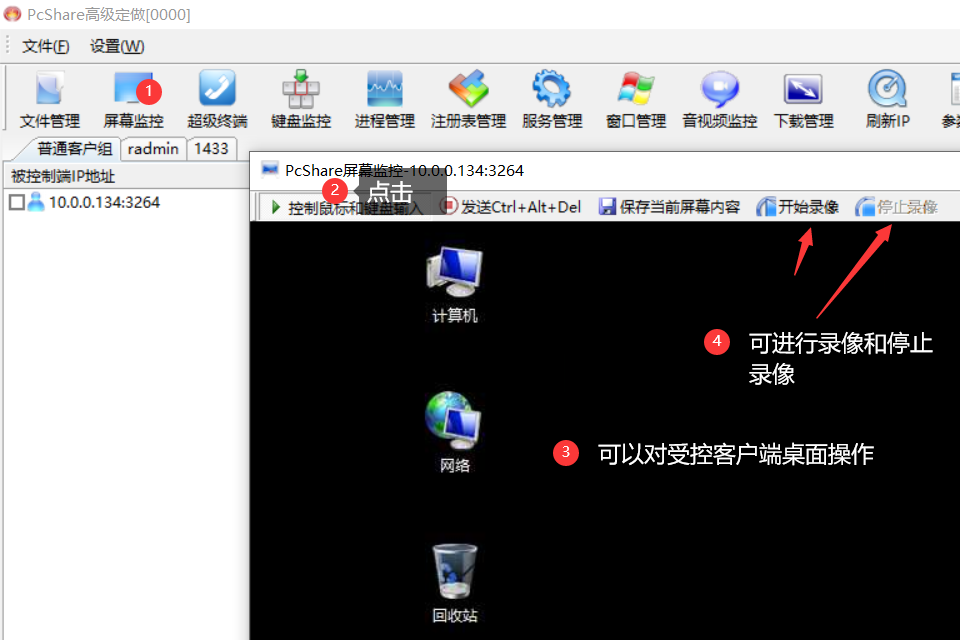 PcShare高级定做[0000]
文件(F) 设置(W)
1
文件管理 屏幕监控 超级终端 键盘监控 进程管理 注册表管理 服务管理 窗口管理 音视频监控 下载管理 刷新IP 参
普通客户组 radmin 1433
被控制端IP地址
10.0.0.134:3264
PcShare屏幕监控-10.0.0.134:3264
2 点击
控制鼠标和键盘输入 发送Ctrl+Alt+Del 保存当前屏幕内容 开始录像 停止录像
计算机
4 可进行录像和停止
录像
3 可以对受控客户端桌面操作
网络
回收站